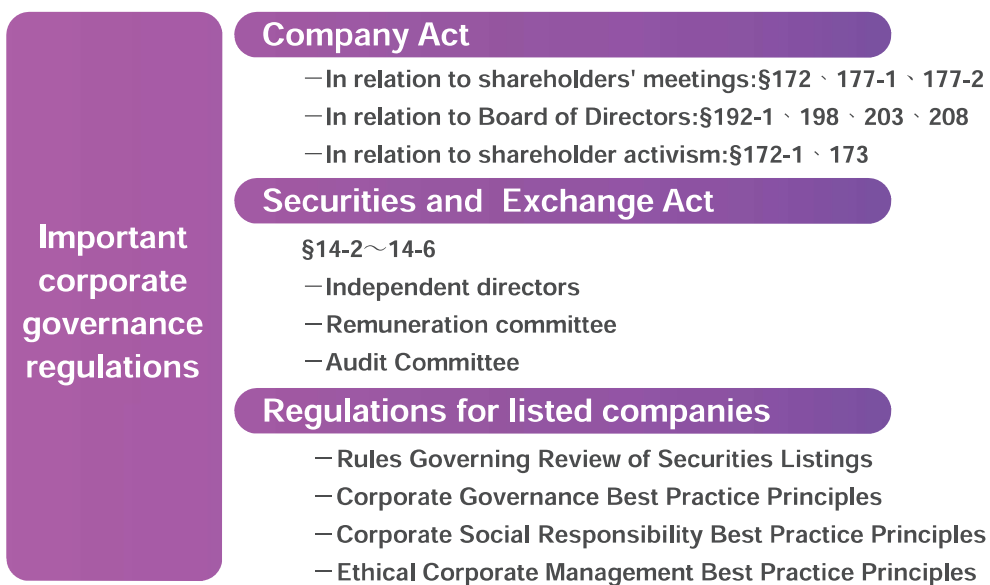 Important
corporate
governance
regulations
Company Act
－In relation to shareholders' meetings:§172、177-1、177-2
－In relation to Board of Directors:§192-1、198、203、208
－In relation to shareholder activism:§172-1、173
Securities and Exchange Act
§14-2～14-6
－Independent directors
－Remuneration committee
－Audit Committee
Regulations for listed companies
－Rules Governing Review of Securities Listings
－Corporate Governance Best Practice Principles
－Corporate Social Responsibility Best Practice Principles
－Ethical Corporate Management Best Practice Principles